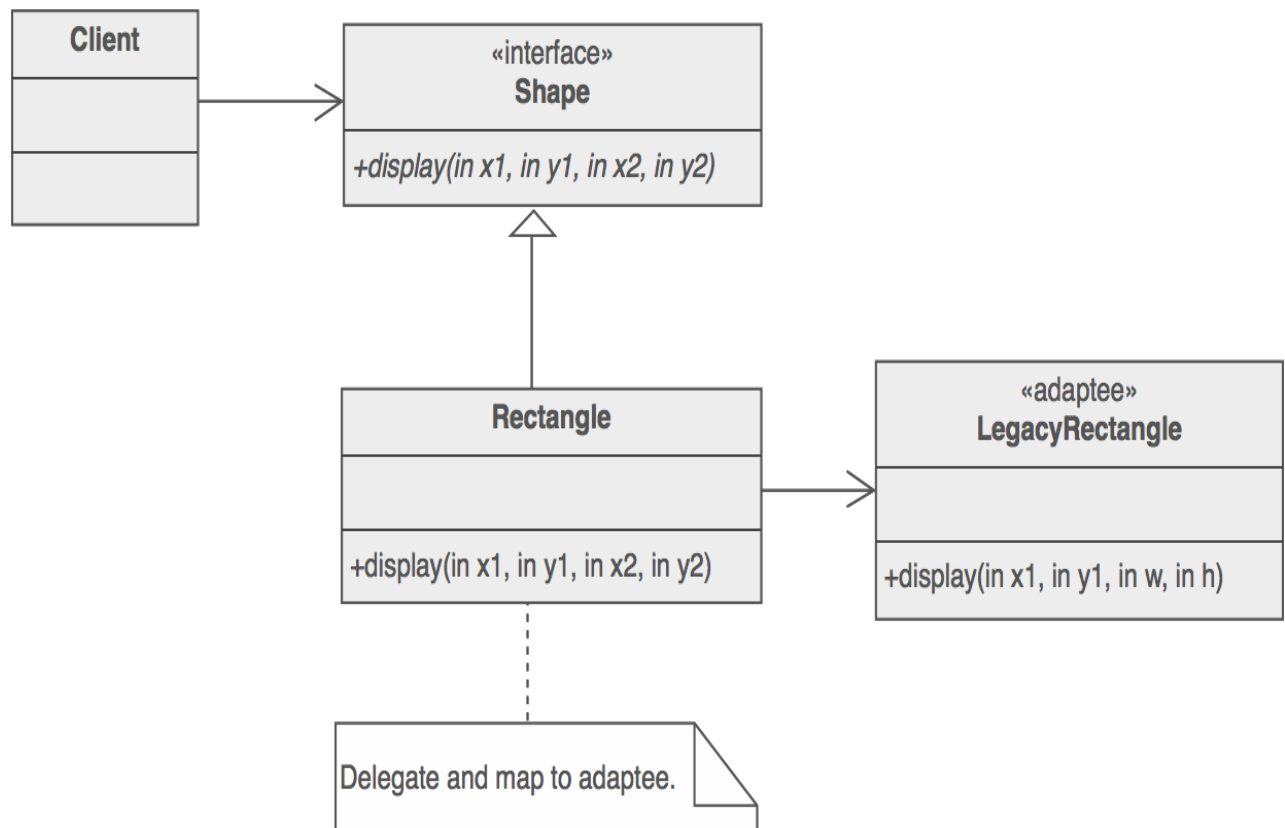 Client
«interface»
Shape
+display(in x1, in y1, in x2, in y2)
Rectangle
+display(in x1, in y1, in x2, in y2)
«adaptee»
LegacyRectangle
+display(in x1, in y1, in w, in h)
Delegate and map to adaptee.